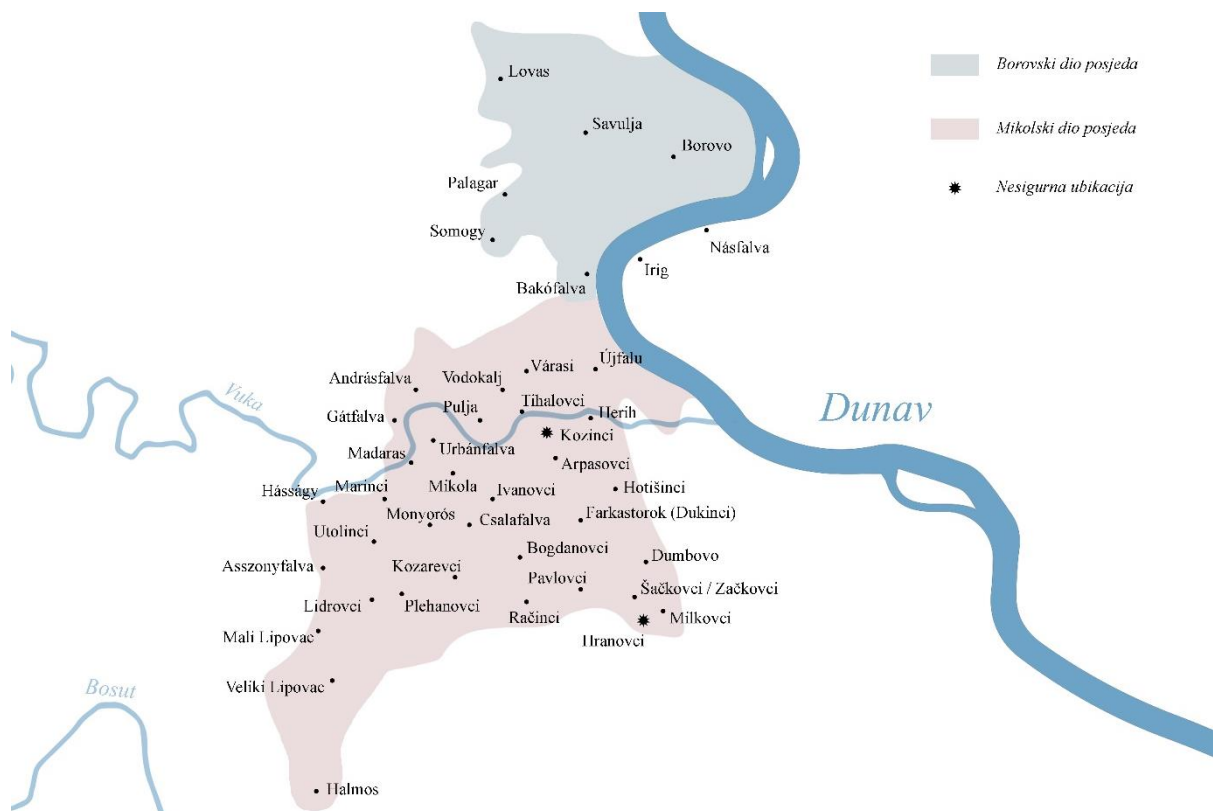 Lovas
Borovski dio posjeda
Savulja
Mikolski dio posjeda
Borovo
Palagar
Nesigurna ubikacija
Somogy
Násfalva
Irig
Bakófalva
Várasi
Újfalu
Andrásfalva
Vodokalj
Vuka
Tihalovci
Dunav
Gátfalva
Pulja
Herih
Kozinci
Urbánfalva
Madaras
Arpasovci
Hásságy
Marinci
Mikola
Ivanovci
Hotišinci
Monyorós
Csalafalva
Farkastorok (Dukinci)
Utolinci
Bogdanovci
Dumbovo
Asszonyfalva
Kozarevci
Pavlovci
Šačkovci / Začkovci
Lidrovci
Plehanovci
Račinci
Milkovci
Mali Lipovac
Hranovci
Veliki Lipovac
Bosut
Halmos